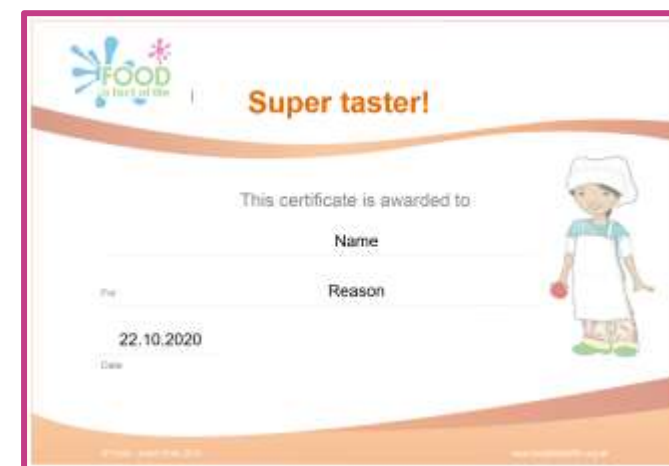 FOOD
a fact of life
Super taster!
This certificate is awarded to
Name
For
Reason
22.10.2020
Date